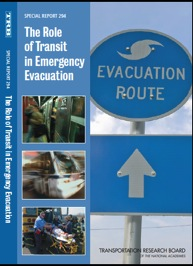 TRB
SPECIAL REPORT 294
The Role of Transit in Emergency Evacuation
SPECIAL REPORT 294
The Role
of Transit
in Emergency
Evacuation
EVACUATION
ROUTE
TRANSPORTATION RESEARCH BOARD
OF THE NATIONAL ACADEMIES